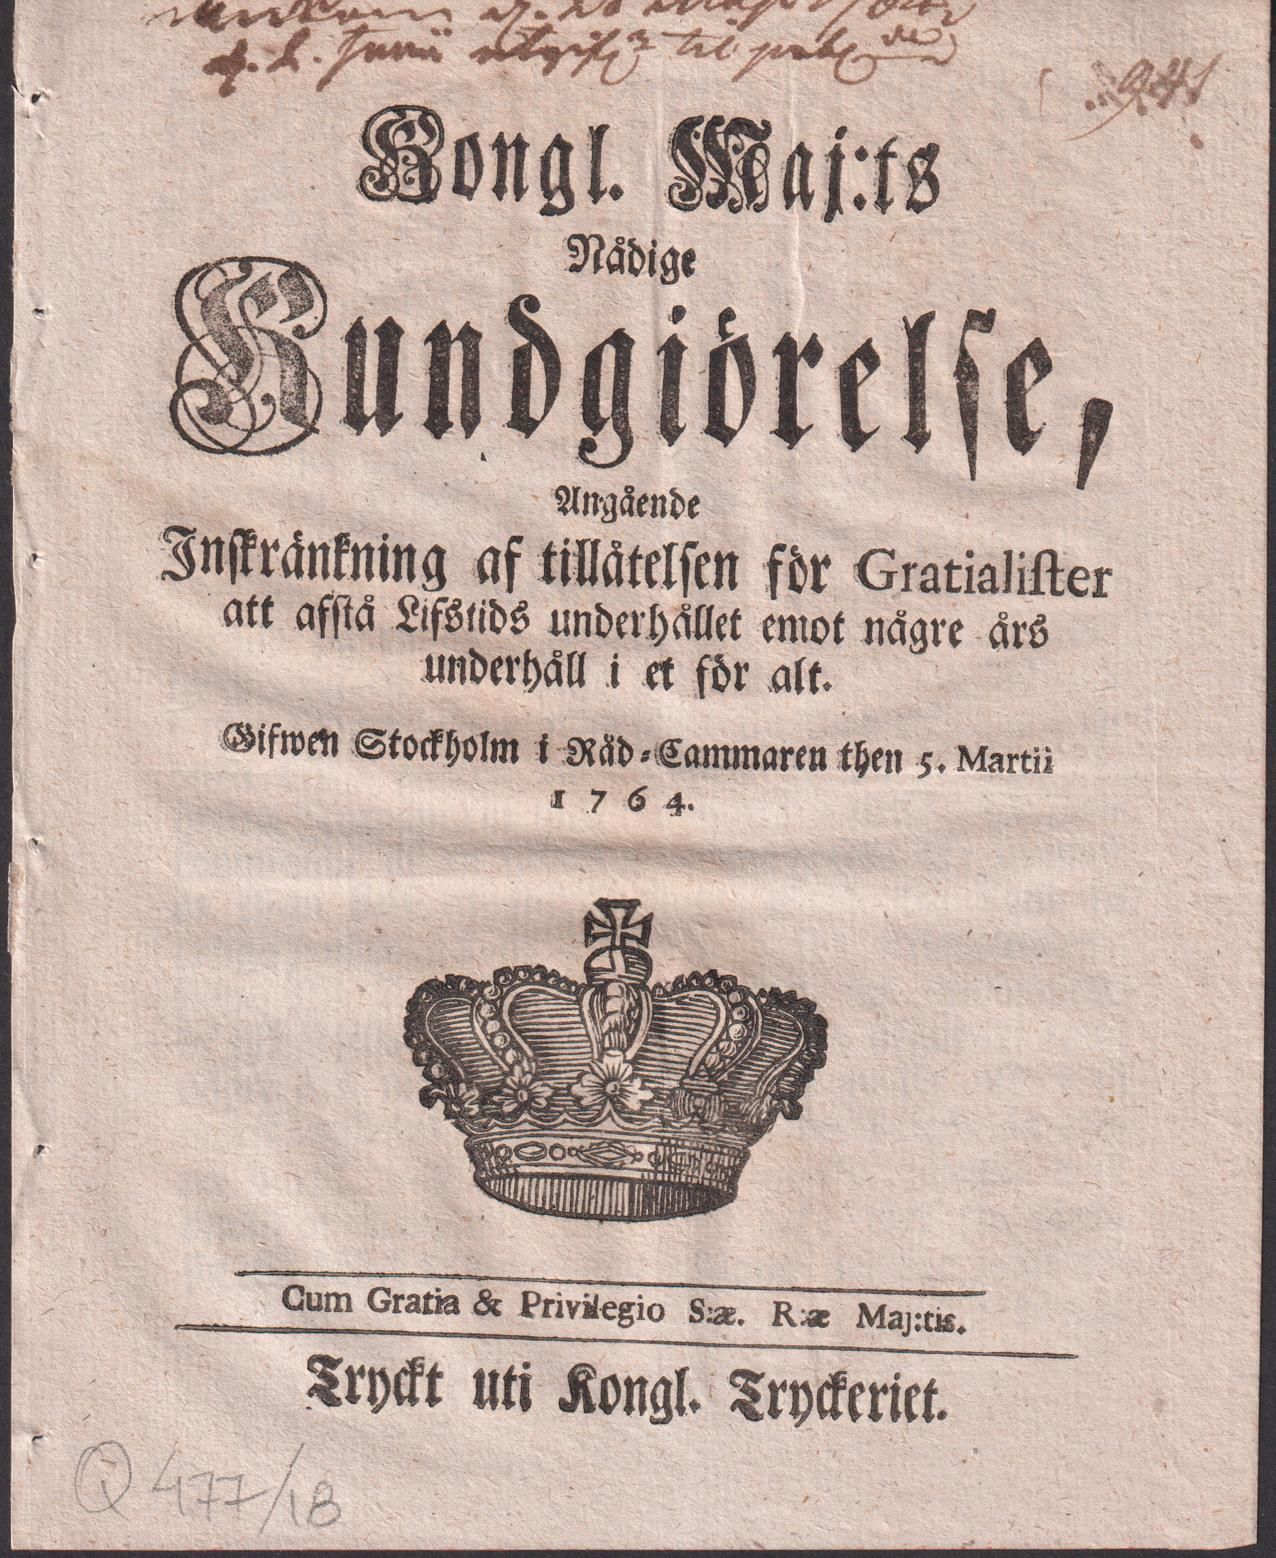 Kongl. Maj:ts
Nådige
Kundgiörelse,
Angående
Inskränkning af tillåtelsen för Gratialister
att afstå Lifstids underhållet emot någre års
underhåll i et för alt.
Gifwen Stockholm i Råd-Cammaren then 5. Martii
1764.
Cum Gratia & Privilegio S:æ. R:æ Maj:tis.
Tryckt uti Kongl. Tryckeriet.
Q 477/1B